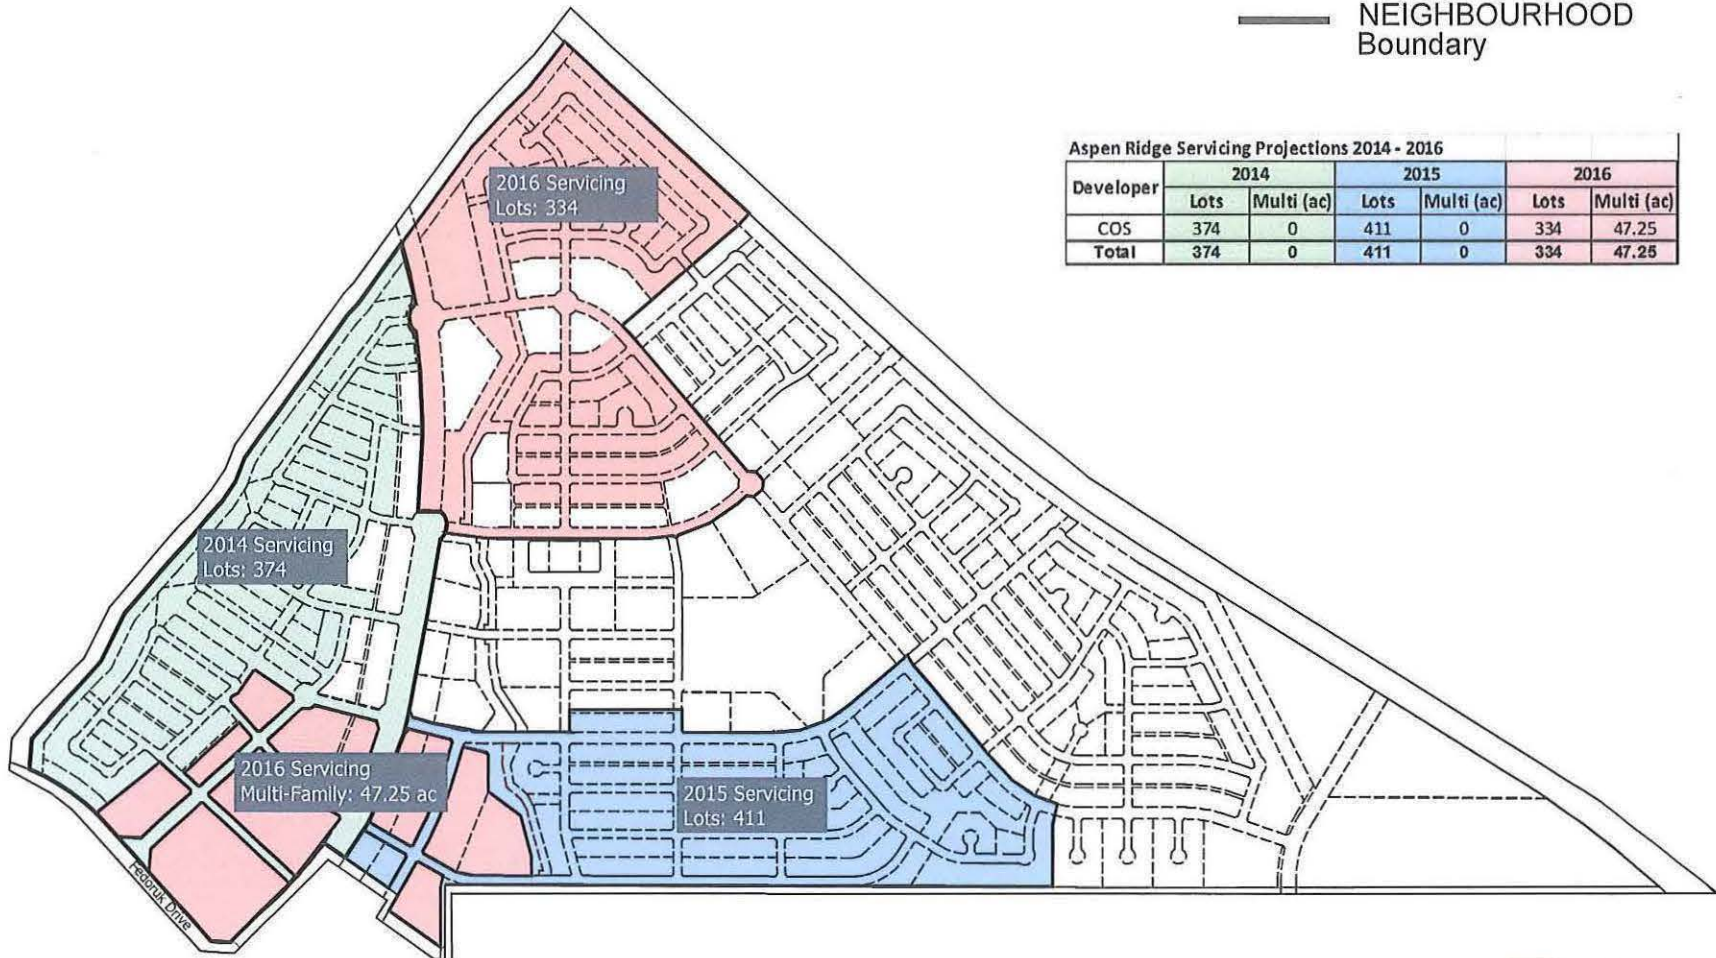 NEIGHBOURHOOD
Boundary
Aspen Ridge Servicing Projections 2014 - 2016
Developer 2014 2015 2016
Lots Multi (ac) Lots Multi (ac) Lots Multi (ac)
COS 374 0 411 0 334 47.25
Total 374 0 411 0 334 47.25
2016 Servicing
Lots: 334
2014 Servicing
Lots: 374
2016 Servicing
Multi-Family: 47.25 ac
2015 Servicing
Lots: 411
Fedoruk Drive